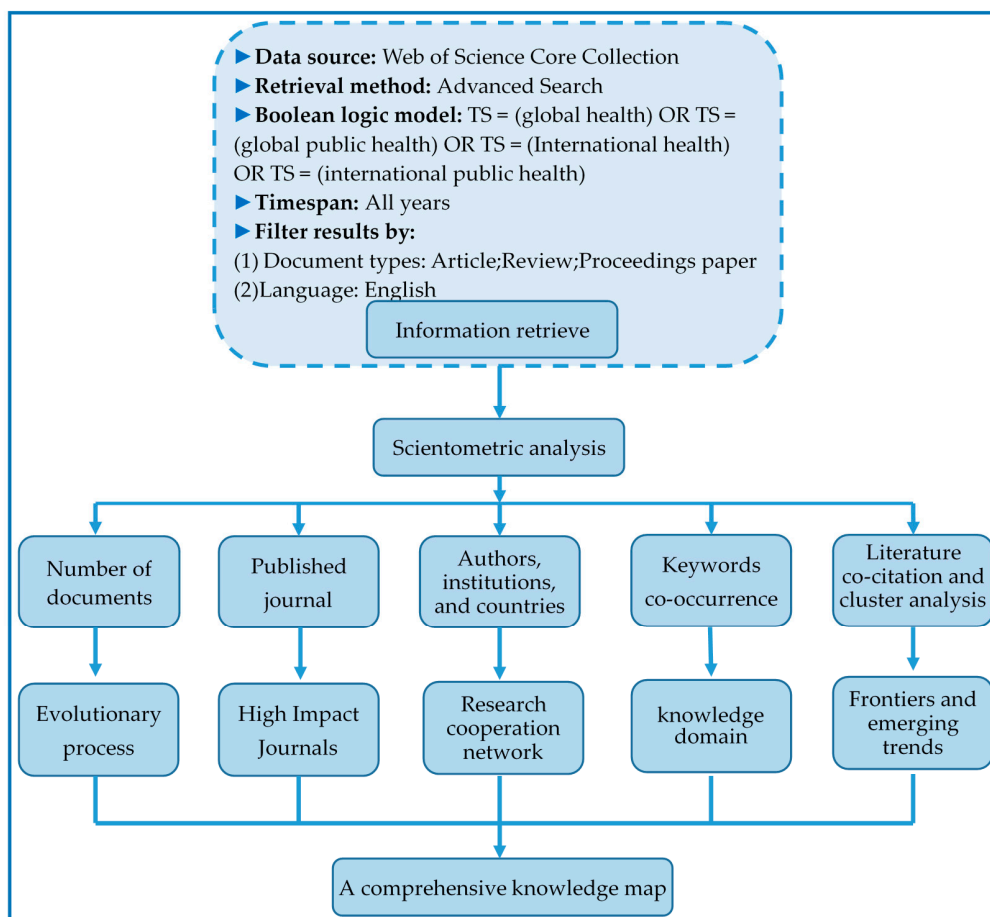 ►Data source: Web of Science Core Collection
►Retrieval method: Advanced Search
►Boolean logic model: TS = (global health) OR TS =
(global public health) OR TS = (International health)
OR TS = (international public health)
►Timespan: All years
►Filter results by:
(1) Document types: Article;Review;Proceedings paper
(2)Language: English
Information retrieve
Scientometric analysis
Number of
documents
Published
journal
Authors,
institutions,
and countries
Keywords
co-occurrence
Literature
co-citation and
cluster analysis
Evolutionary
process
High Impact
Journals
Research
cooperation
network
knowledge
domain
Frontiers and
emerging
trends
A comprehensive knowledge map